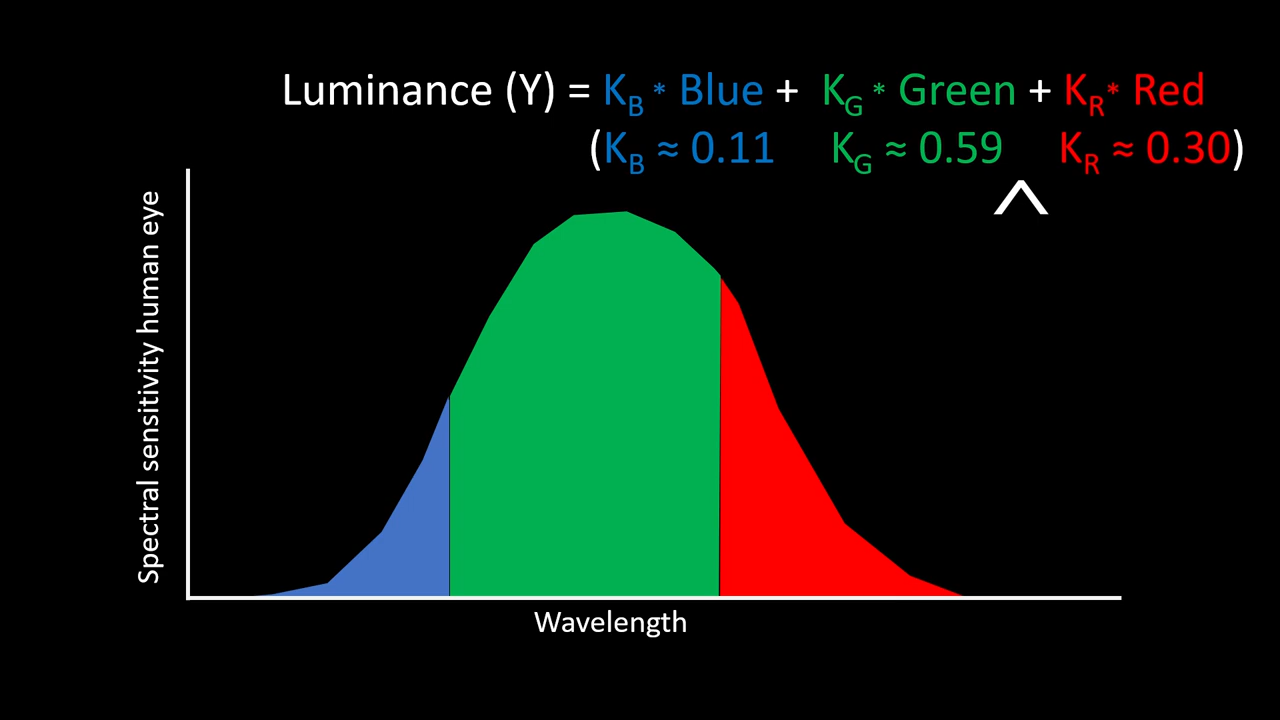 Luminance (Y) = KB * Blue + KG * Green + KR* Red
(KB ≈ 0.11 KG ≈ 0.59 KR ≈ 0.30)
^
Spectral sensitivity human eye
Wavelength